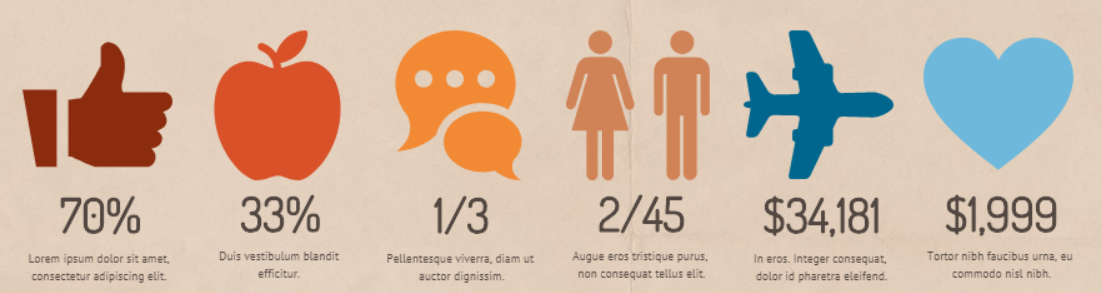 70%
Lorem ipsum dolor sit amet,
consectetur adipiscing elit.
33%
Duis vestibulum blandit
efficitur.
1/3
Pellentesque viverra, diam ut
auctor dignissim.
2/45
Augue eros tristique purus,
non consequat tellus elit.
$34,181
In eros. Integer consequat,
dolor id pharetra eleifend.
$1,999
Tortor nibh faucibus urna, eu
commodo nisl nibh.